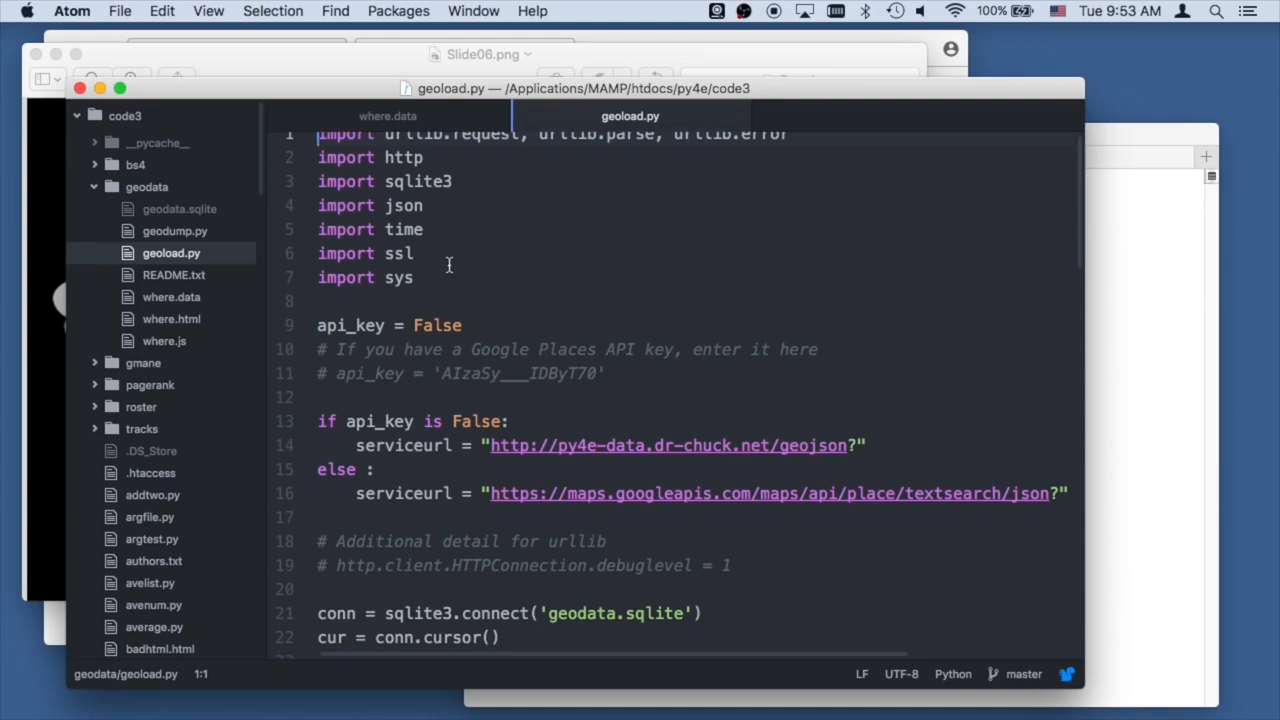 Atom File Edit View Selection Find Packages Window Help 100% Tue 9:53 AM
Slide06.png
geoload.py — /Applications/MAMP/htdocs/py4e/code3
code3
__pycache__
bs4
geodata
geodata.sqlite
geodump.py
geoload.py
README.txt
where.data
where.html
where.js
gmane
pagerank
roster
tracks
.DS_Store
.htaccess
addtwo.py
argfile.py
argtest.py
authors.txt
avelist.py
avenum.py
average.py
badhtml.html
where.data geoload.py
1 import urllib.request, urllib.parse, urllib.error
2 import http
3 import sqlite3
4 import json
5 import time
6 import ssl
7 import sys
8
9 api_key = False
10 # If you have a Google Places API key, enter it here
11 # api_key = 'AIzaSy___IDByT70'
12
13 if api_key is False:
14 serviceurl = "http://py4e-data.dr-chuck.net/geojson?"
15 else :
16 serviceurl = "https://maps.googleapis.com/maps/api/place/textsearch/json?"
17
18 # Additional detail for urllib
19 # http.client.HTTPConnection.debuglevel = 1
20
21 conn = sqlite3.connect('geodata.sqlite')
22 cur = conn.cursor()
geodata/geoload.py 1:1 LF UTF-8 Python master